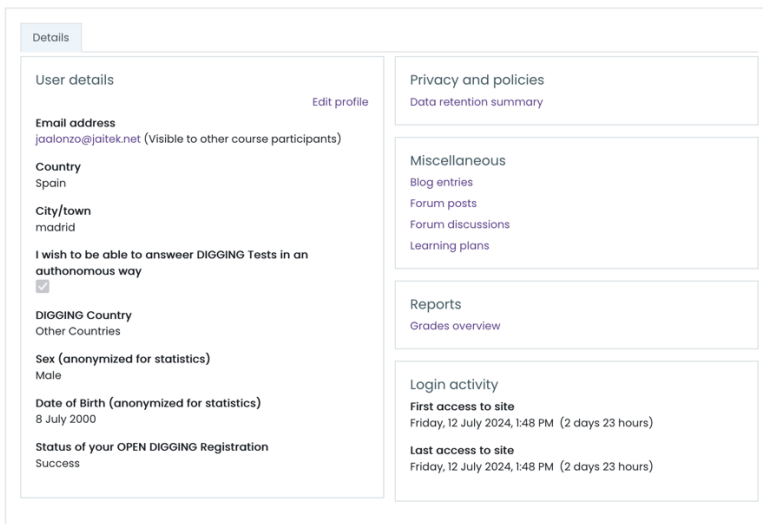 Details
User details
Edit profile
Email address
jaalonzo@jaitek.net (Visible to other course participants)
Country
Spain
City/town
madrid
I wish to be able to answeer DIGGING Tests in an
authonomous way
DIGGING Country
Other Countries
Sex (anonymized for statistics)
Male
Date of Birth (anonymized for statistics)
8 July 2000
Status of your OPEN DIGGING Registration
Success
Privacy and policies
Data retention summary
Miscellaneous
Blog entries
Forum posts
Forum discussions
Learning plans
Reports
Grades overview
Login activity
First access to site
Friday, 12 July 2024, 1:48 PM (2 days 23 hours)
Last access to site
Friday, 12 July 2024, 1:48 PM (2 days 23 hours)